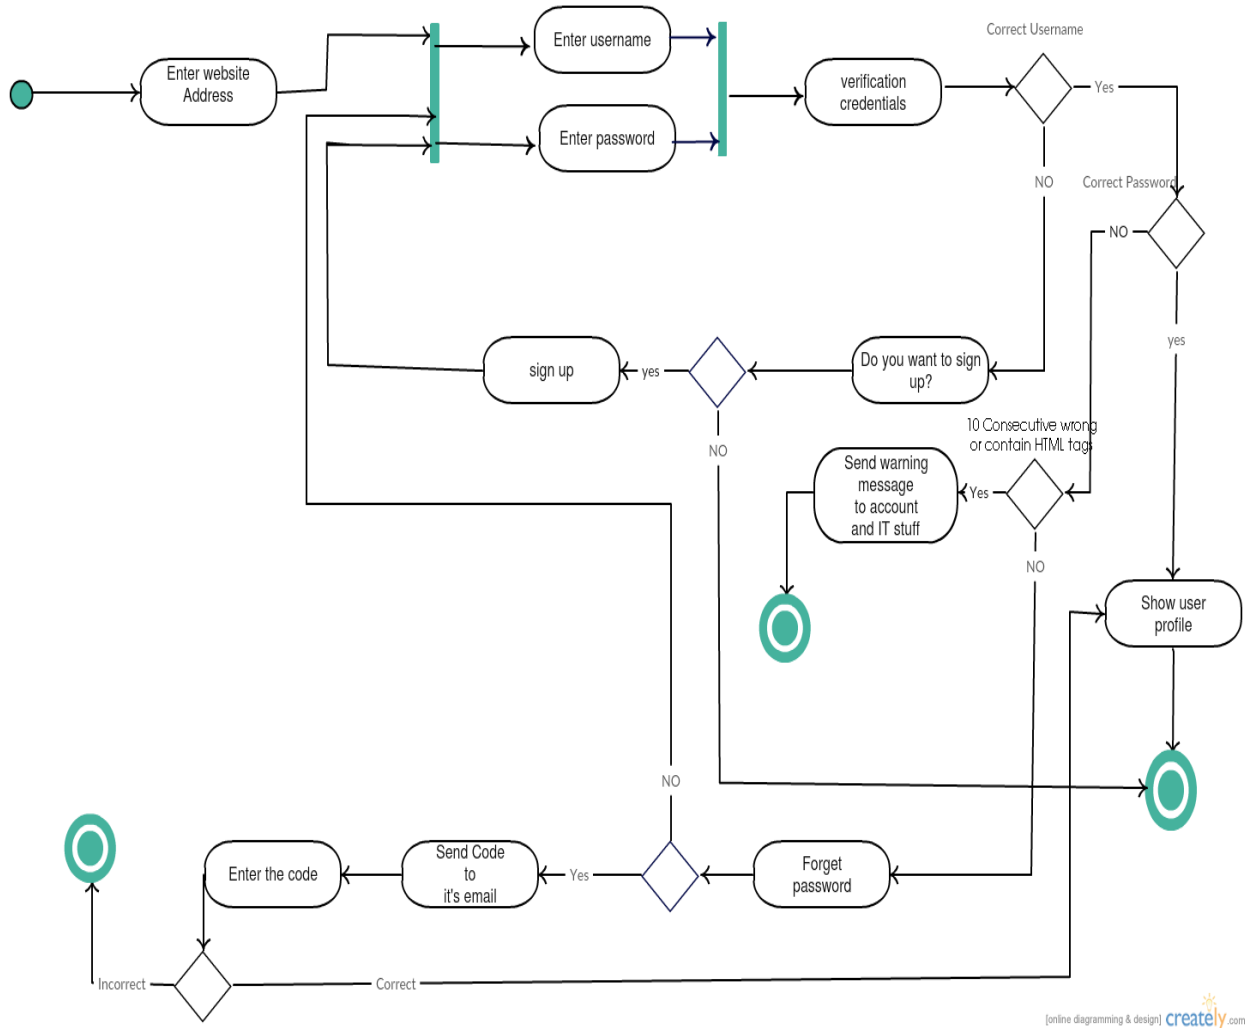 Correct Username
Enter username
Enter website
Address
verification
credentials
Yes
Enter password
NO
Correct Password
NO
yes
sign up
yes
Do you want to sign
up?
NO
10 Consecutive wrong
or contain HTML tags
Send warning
message
to account
and IT stuff
Yes
NO
Show user
profile
NO
Enter the code
Send Code
to
it's email
Yes
Forget
password
Incorrect
Correct
[online diagramming & design] creately.com